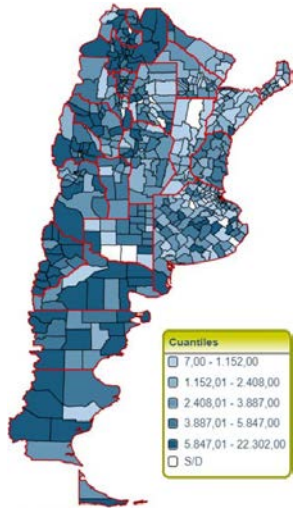 Cuantiles
7,00 - 1.152,00
1.152,01 - 2.408,00
2.408,01 - 3.887,00
3.887,01 - 5.847,00
5.847,01 - 22.302,00
S/D